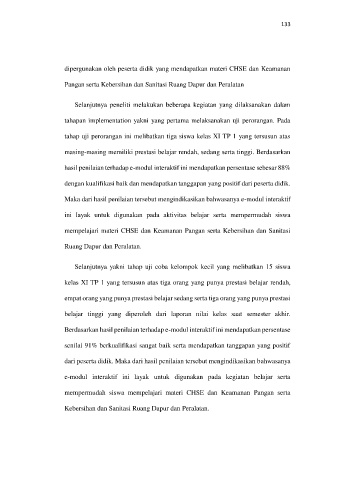 133
dipergunakan oleh peserta didik yang mendapatkan materi CHSE dan Keamanan
Pangan serta Kebersihan dan Sanitasi Ruang Dapur dan Peralatan
Selanjutnya peneliti melakukan beberapa kegiatan yang dilaksanakan dalam
tahapan implementation yakni yang pertama melaksanakan uji perorangan. Pada
tahap uji perorangan ini melibatkan tiga siswa kelas XI TP 1 yang tersusun atas
masing-masing memiliki prestasi belajar rendah, sedang serta tinggi. Berdasarkan
hasil penilaian terhadap e-modul interaktif ini mendapatkan persentase sebesar 88%
dengan kualifikasi baik dan mendapatkan tanggapan yang positif dari peserta didik.
Maka dari hasil penilaian tersebut mengindikasikan bahwasanya e-modul interaktif
ini layak untuk digunakan pada aktivitas belajar serta mempermudah siswa
mempelajari materi CHSE dan Keamanan Pangan serta Kebersihan dan Sanitasi
Ruang Dapur dan Peralatan.
Selanjutnya yakni tahap uji coba kelompok kecil yang melibatkan 15 siswa
kelas XI TP 1 yang tersusun atas tiga orang yang punya prestasi belajar rendah,
empat orang yang punya prestasi belajar sedang serta tiga orang yang punya prestasi
belajar tinggi yang diperoleh dari laporan nilai kelas saat semester akhir.
Berdasarkan hasil penilaian terhadap e-modul interaktif ini mendapatkan persentase
senilai 91% berkualifikasi sangat baik serta mendapatkan tanggapan yang positif
dari peserta didik. Maka dari hasil penilaian tersebut mengindikasikan bahwasanya
e-modul interaktif ini layak untuk digunakan pada kegiatan belajar serta
mempermudah siswa mempelajari materi CHSE dan Keamanan Pangan serta
Kebersihan dan Sanitasi Ruang Dapur dan Peralatan.